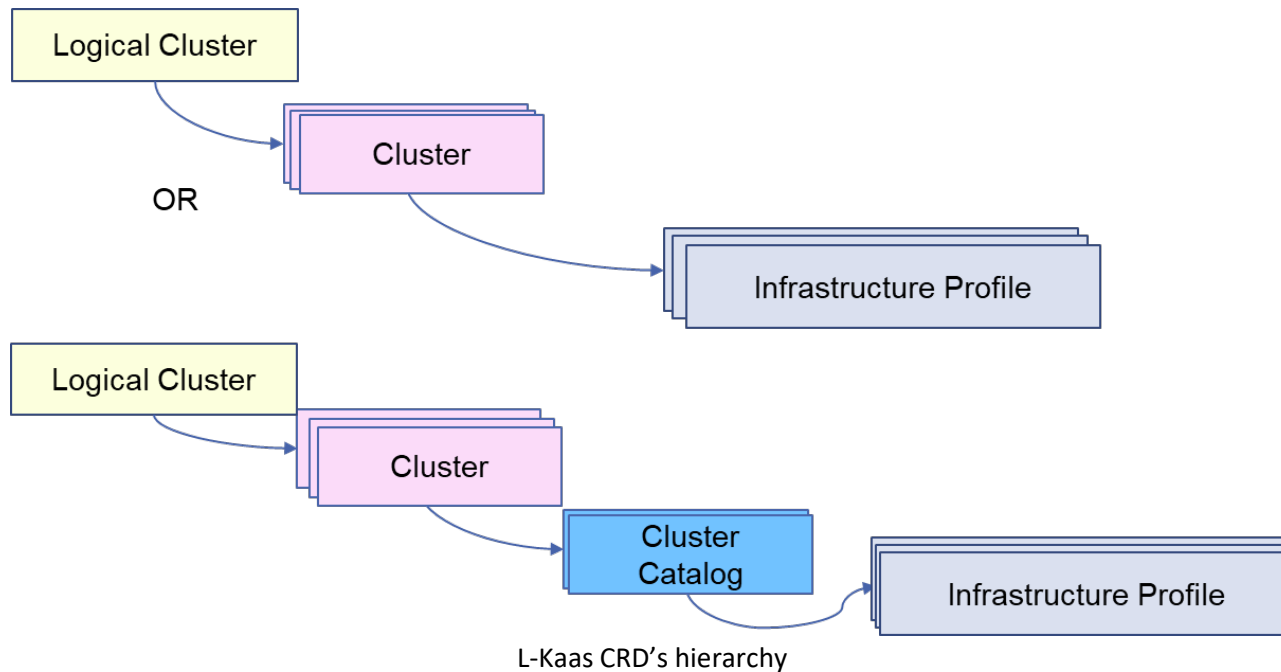 Logical Cluster
Cluster
OR
Infrastructure Profile
Logical Cluster
Cluster
Cluster
Catalog
Infrastructure Profile
L-Kaas CRD’s hierarchy